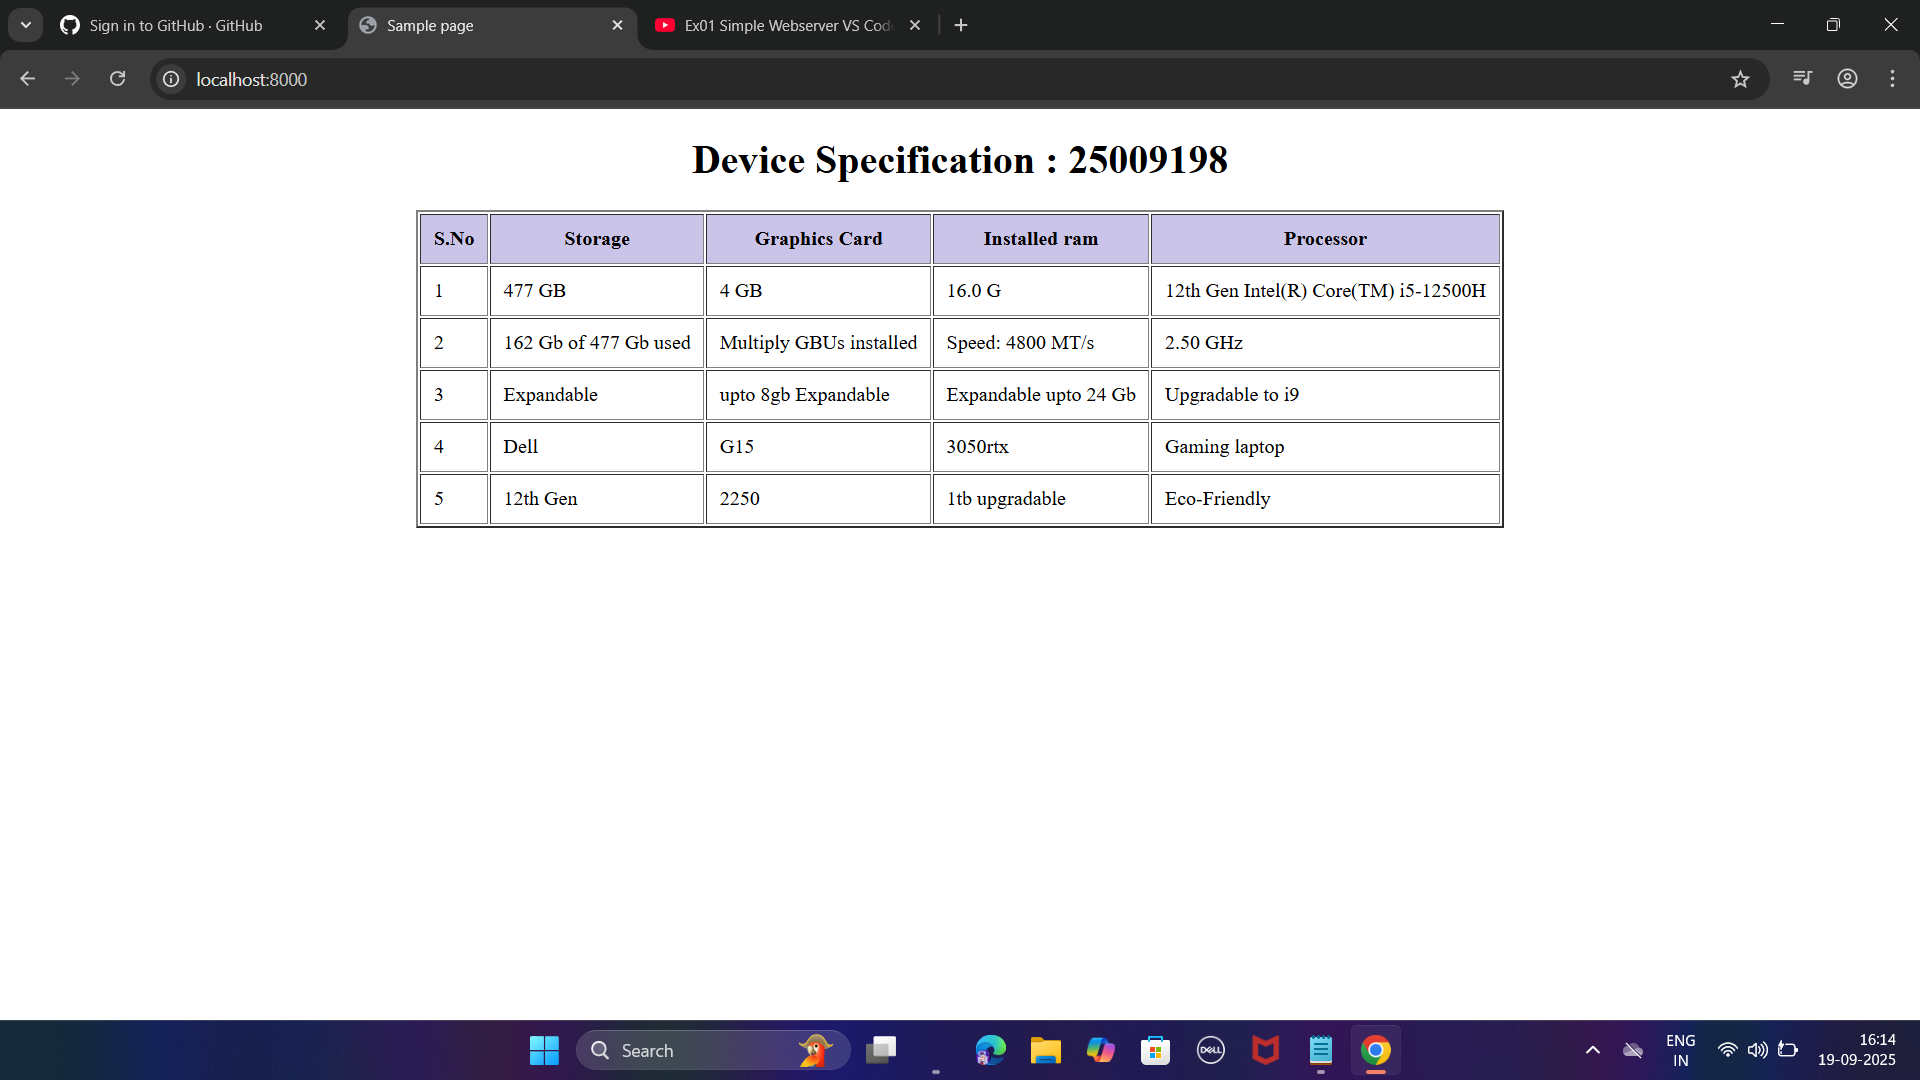 Sign in to GitHub · GitHub
Sample page
Ex01 Simple Webserver VS Cod
localhost:8000
Device Specification : 25009198
S.No Storage Graphics Card Installed ram Processor
1 477 GB 4 GB 16.0 G 12th Gen Intel(R) Core(TM) i5-12500H
2 162 Gb of 477 Gb used Multiply GBUs installed Speed: 4800 MT/s 2.50 GHz
3 Expandable upto 8gb Expandable Expandable upto 24 Gb Upgradable to i9
4 Dell G15 3050rtx Gaming laptop
5 12th Gen 2250 1tb upgradable Eco-Friendly
Search
DELL
ENG
IN
16:14
19-09-2025